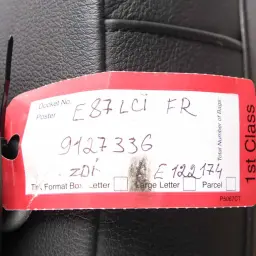 Docket No.
Poster
E87LCI FR
9127336
ZDI E122174
Total Number of Bags
Format Box Letter
Large Letter
Parcel
1st Class